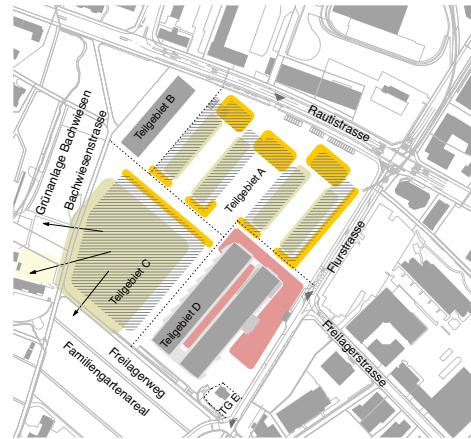 Rautistrasse
Teilgebiet B
Grünanlage Bachwiesen
Bachwiesenstrasse
Teilgebiet A
Flurstrasse
Teilgebiet C
Teilgebiet D
Freilagerstrasse
Freilagerweg
Familiengartenareal
TG E